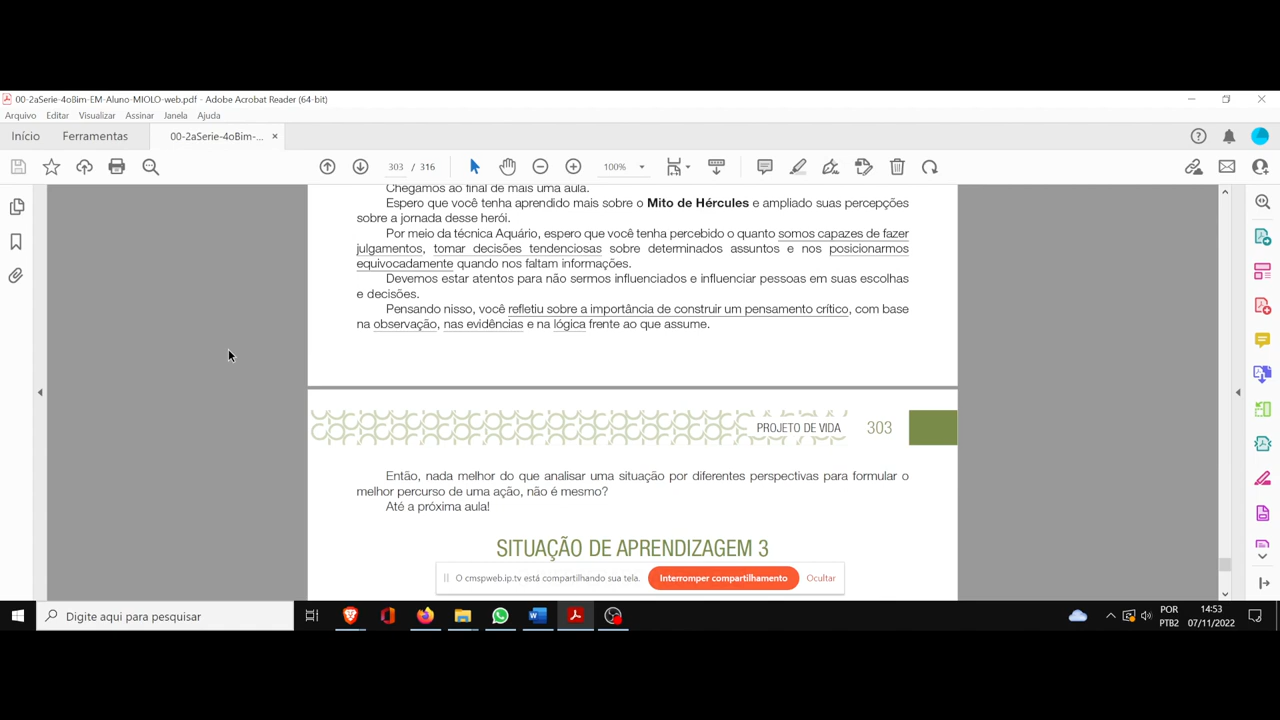 00-2aSerie-4oBim-EM-Aluno-MIOLO-web.pdf - Adobe Acrobat Reader (64-bit)
Arquivo Editar Visualizar Assinar Janela Ajuda
Início Ferramentas 00-2aSerie-4oBim-... ×
303 / 316 100%
Chegamos ao final de mais uma aula.
Espero que você tenha aprendido mais sobre o Mito de Hércules e ampliado suas percepções
sobre a jornada desse herói.
Por meio da técnica Aquário, espero que você tenha percebido o quanto somos capazes de fazer
julgamentos, tomar decisões tendenciosas sobre determinados assuntos e nos posicionarmos
equivocadamente quando nos faltam informações.
Devemos estar atentos para não sermos influenciados e influenciar pessoas em suas escolhas
e decisões.
Pensando nisso, você refletiu sobre a importância de construir um pensamento crítico, com base
na observação, nas evidências e na lógica frente ao que assume.
PROJETO DE VIDA 303
Então, nada melhor do que analisar uma situação por diferentes perspectivas para formular o
melhor percurso de uma ação, não é mesmo?
Até a próxima aula!
SITUAÇÃO DE APRENDIZAGEM 3
O cmspweb.ip.tv está compartilhando sua tela. Interromper compartilhamento Ocultar
Digite aqui para pesquisar
POR 14:53
PTB2 07/11/2022